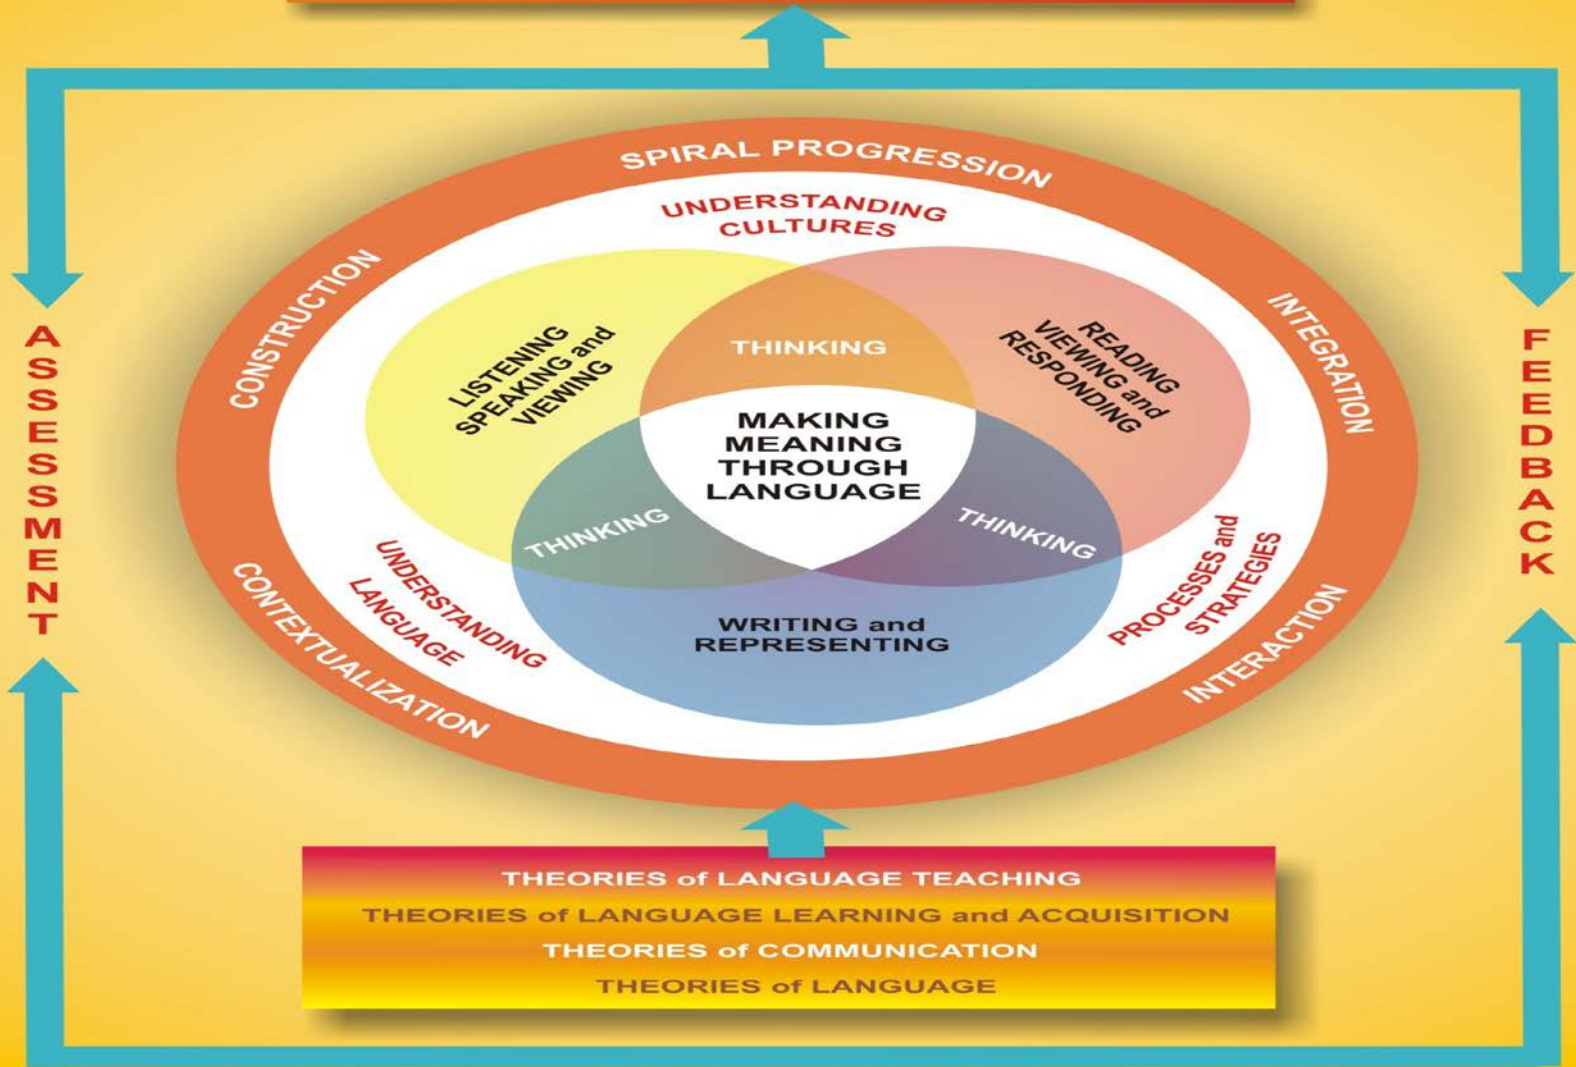 SPIRAL PROGRESSION
UNDERSTANDING
CULTURES
CONSTRUCTION
INTEGRATION
LISTENING
SPEAKING and
VIEWING
THINKING
READING
VIEWING and
RESPONDING
ASSESSMENT
FEEDBACK
MAKING
MEANING
THROUGH
LANGUAGE
THINKING
THINKING
UNDERSTANDING
LANGUAGE
WRITING and
REPRESENTING
PROCESSES and
STRATEGIES
CONTEXTUALIZATION
INTERACTION
THEORIES of LANGUAGE TEACHING
THEORIES of LANGUAGE LEARNING and ACQUISITION
THEORIES of COMMUNICATION
THEORIES of LANGUAGE